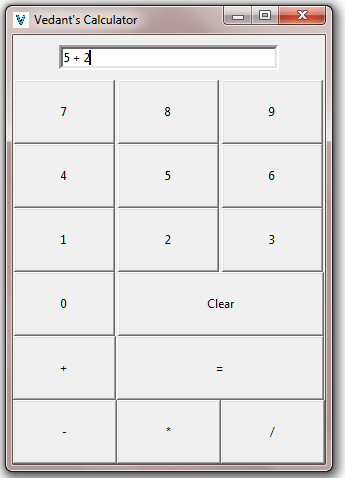 Vedant's Calculator
5 + 2
7 8 9
4 5 6
1 2 3
0 Clear
+ =
- * /